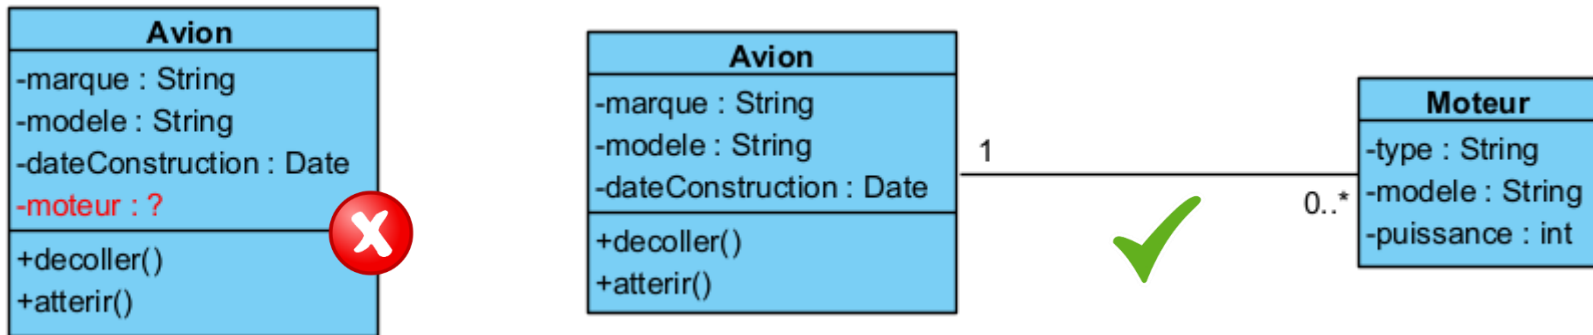 Avion
-marque : String
-modele : String
-dateConstruction : Date
-moteur : ?
+decoller()
+atterir()
Avion
-marque : String
-modele : String
-dateConstruction : Date
+decoller()
+atterir()
1
0..*
Moteur
-type : String
-modele : String
-puissance : int